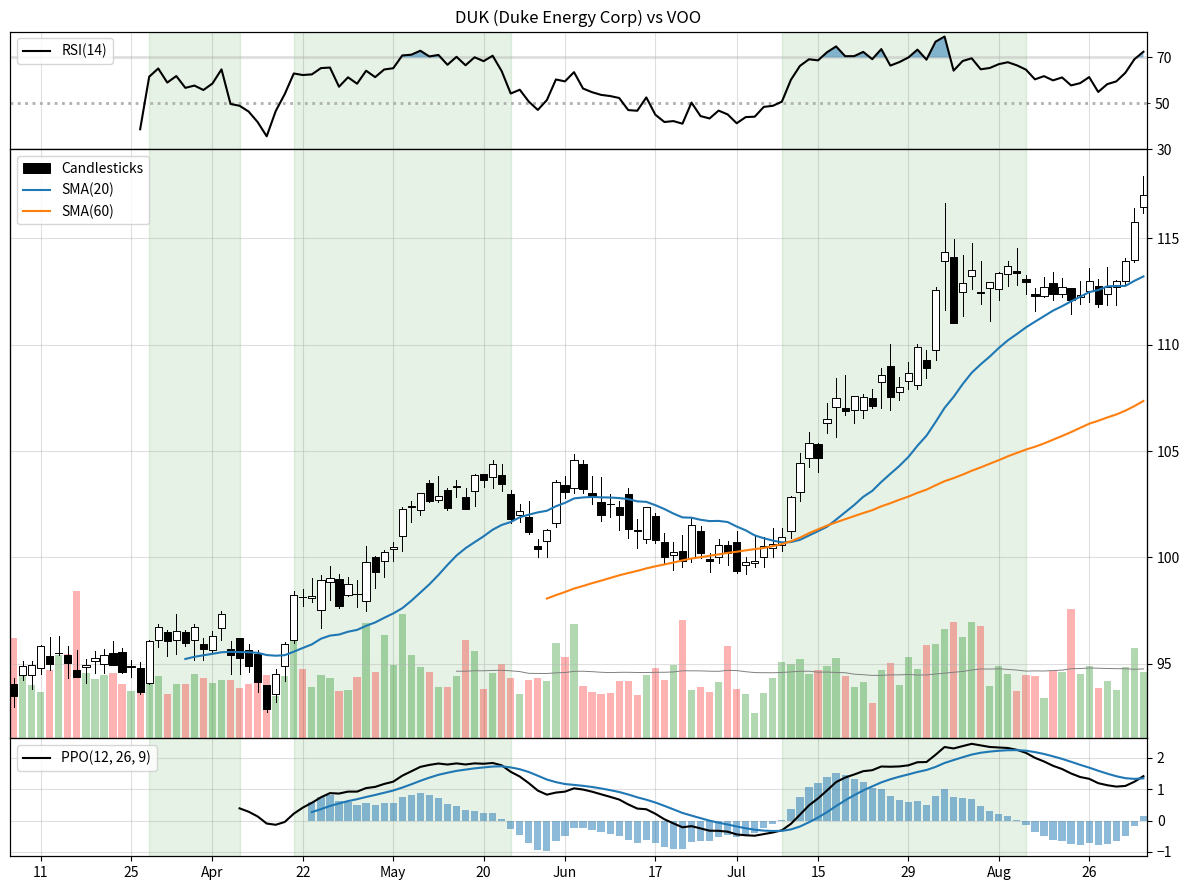 DUK (Duke Energy Corp) vs VOO
RSI(14)
70
50
30
Candlesticks
SMA(20)
SMA(60)
115
110
105
100
95
PPO(12, 26, 9)
2
1
0
−1
11 25 Apr 22 May 20 Jun 17 Jul 15 29 Aug 26